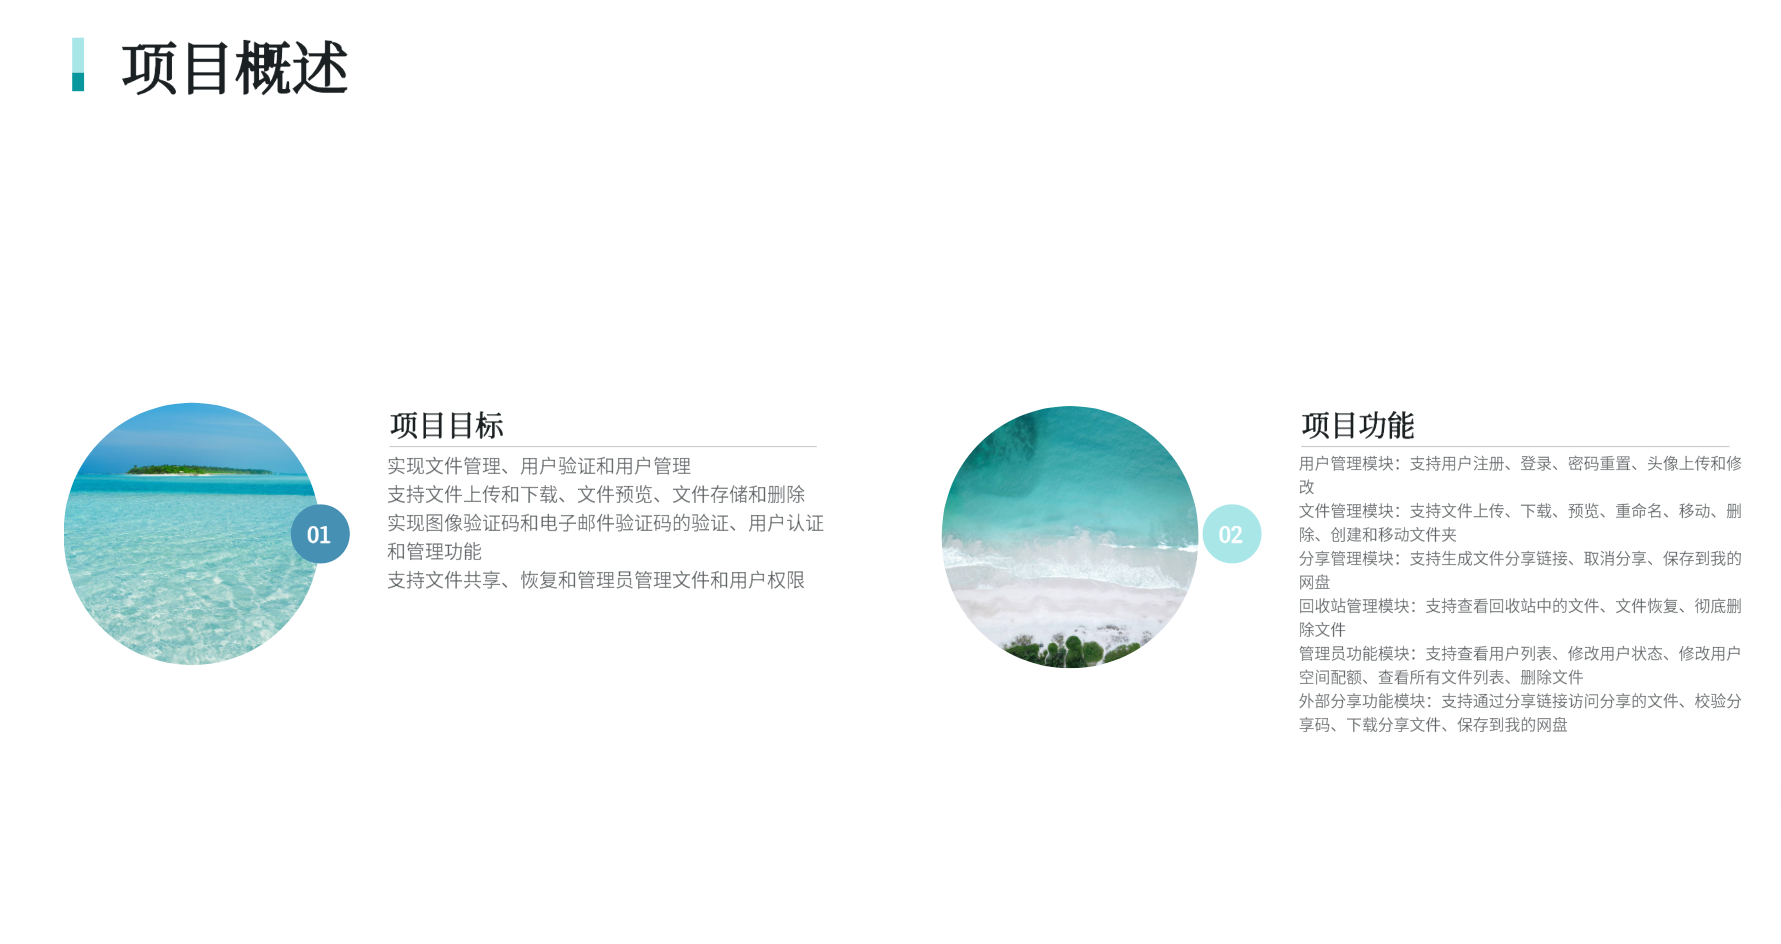 项目概述
01
项目目标
实现文件管理、用户验证和用户管理
支持文件上传和下载、文件预览、文件存储和删除
实现图像验证码和电子邮件验证码的验证、用户认证
和管理功能
支持文件共享、恢复和管理员管理文件和用户权限
02
项目功能
用户管理模块：支持用户注册、登录、密码重置、头像上传和修
改
文件管理模块：支持文件上传、下载、预览、重命名、移动、删
除、创建和移动文件夹
分享管理模块：支持生成文件分享链接、取消分享、保存到我的
网盘
回收站管理模块：支持查看回收站中的文件、文件恢复、彻底删
除文件
管理员功能模块：支持查看用户列表、修改用户状态、修改用户
空间配额、查看所有文件列表、删除文件
外部分享功能模块：支持通过分享链接访问分享的文件、校验分
享码、下载分享文件、保存到我的网盘